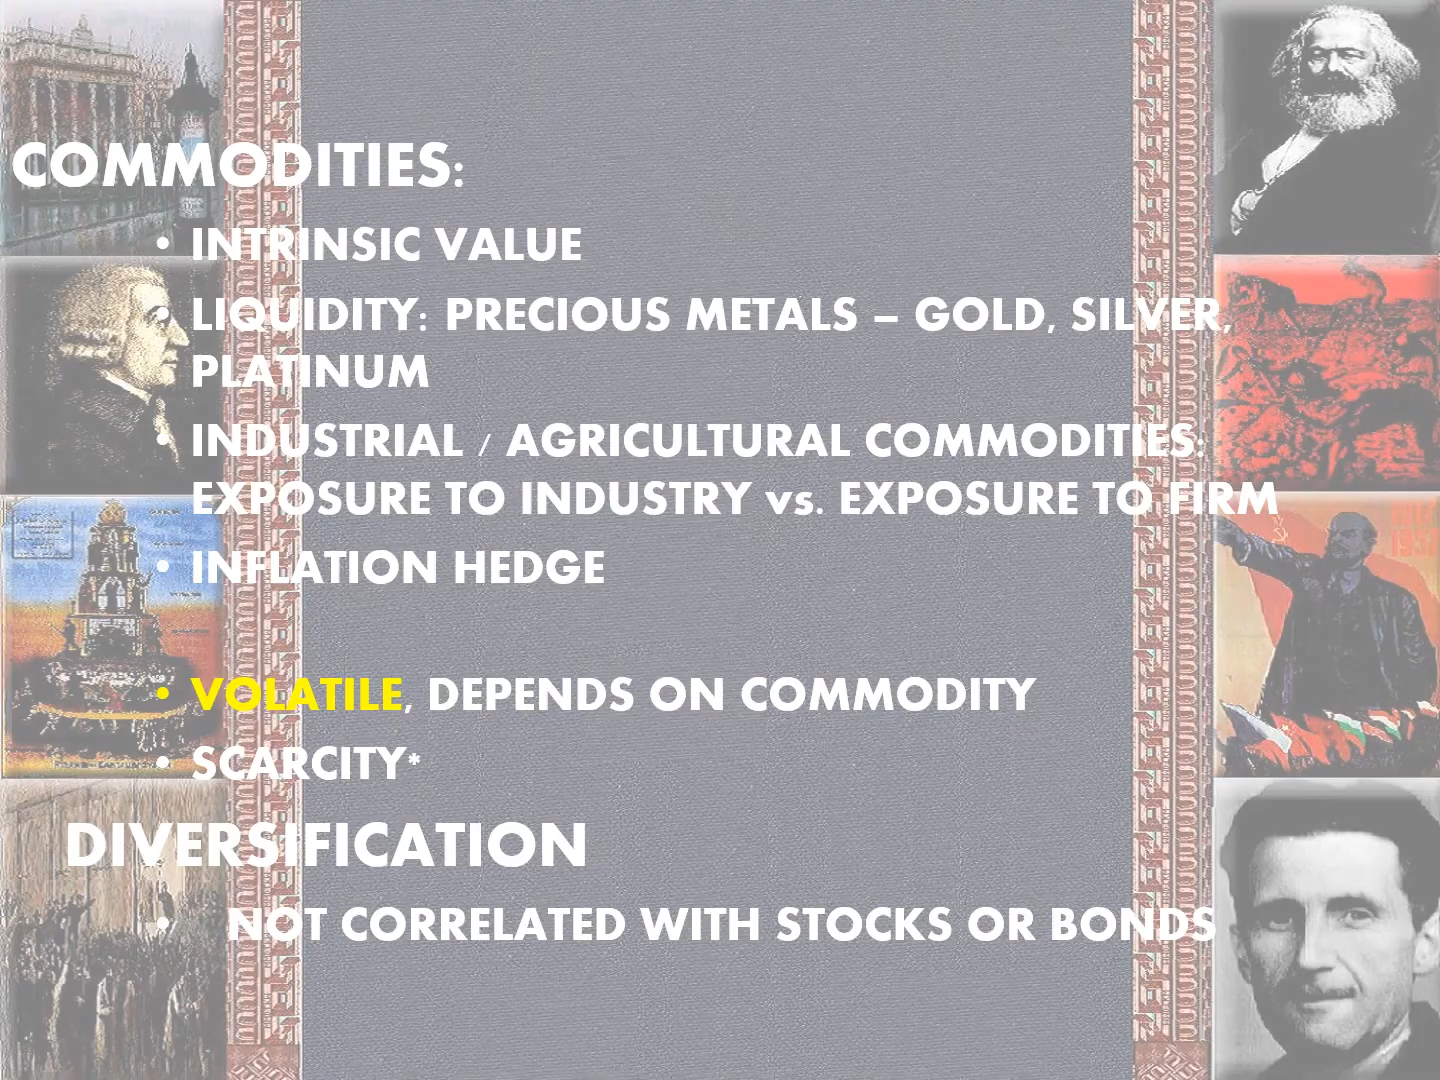 COMMODITIES:
• INTRINSIC VALUE
• LIQUIDITY: PRECIOUS METALS – GOLD, SILVER,
PLATINUM
• INDUSTRIAL / AGRICULTURAL COMMODITIES:
EXPOSURE TO INDUSTRY vs. EXPOSURE TO FIRM
• INFLATION HEDGE
• VOLATILE, DEPENDS ON COMMODITY
• SCARCITY*
DIVERSIFICATION
• NOT CORRELATED WITH STOCKS OR BONDS